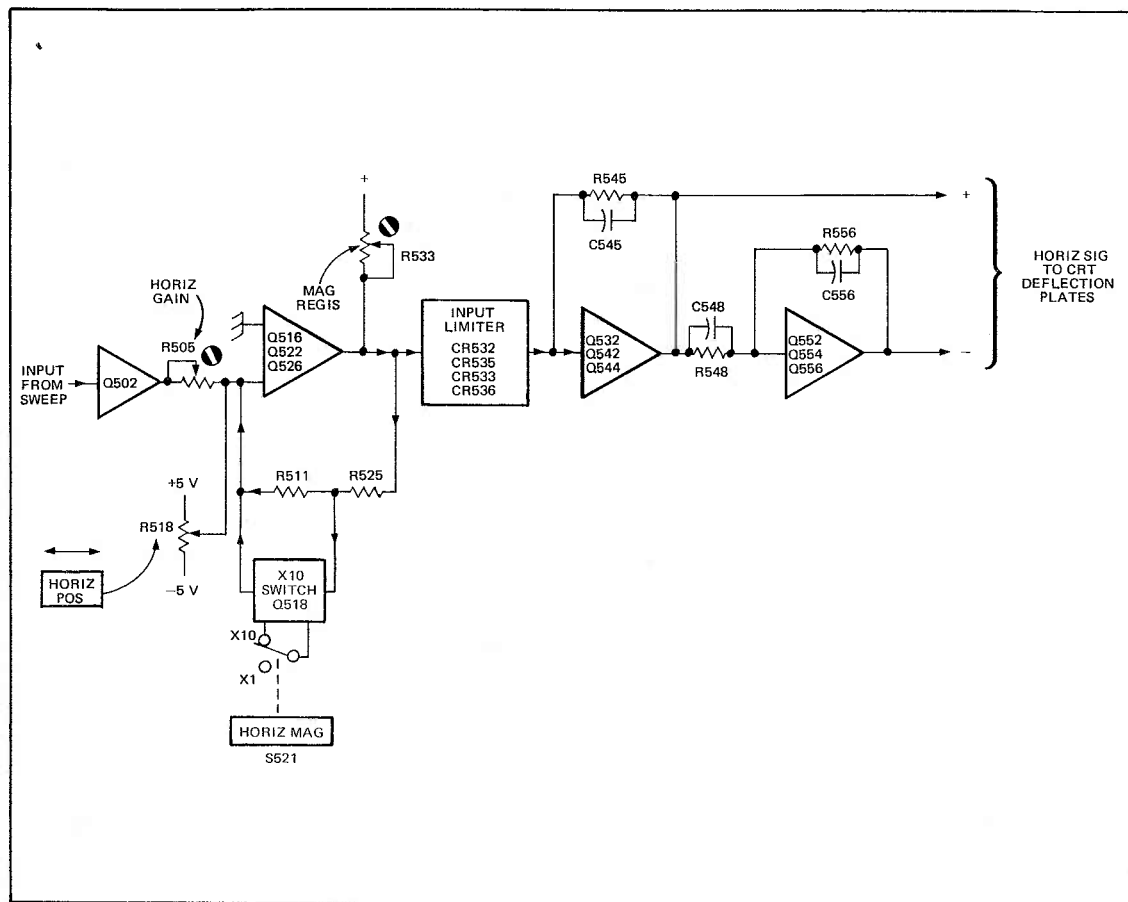 +
R533
MAG
REGIS
HORIZ
GAIN
R505
INPUT
FROM
SWEEP
Q502
Q516
Q522
Q526
INPUT
LIMITER
CR532
CR535
CR533
CR536
R545
C545
+
Q532
Q542
Q544
C548
R548
R556
C556
Q552
Q554
Q556
−
HORIZ SIG
TO CRT
DEFLECTION
PLATES
R511
R525
+5 V
R518
−5 V
HORIZ
POS
X10
SWITCH
Q518
X10
X1
HORIZ MAG
S521